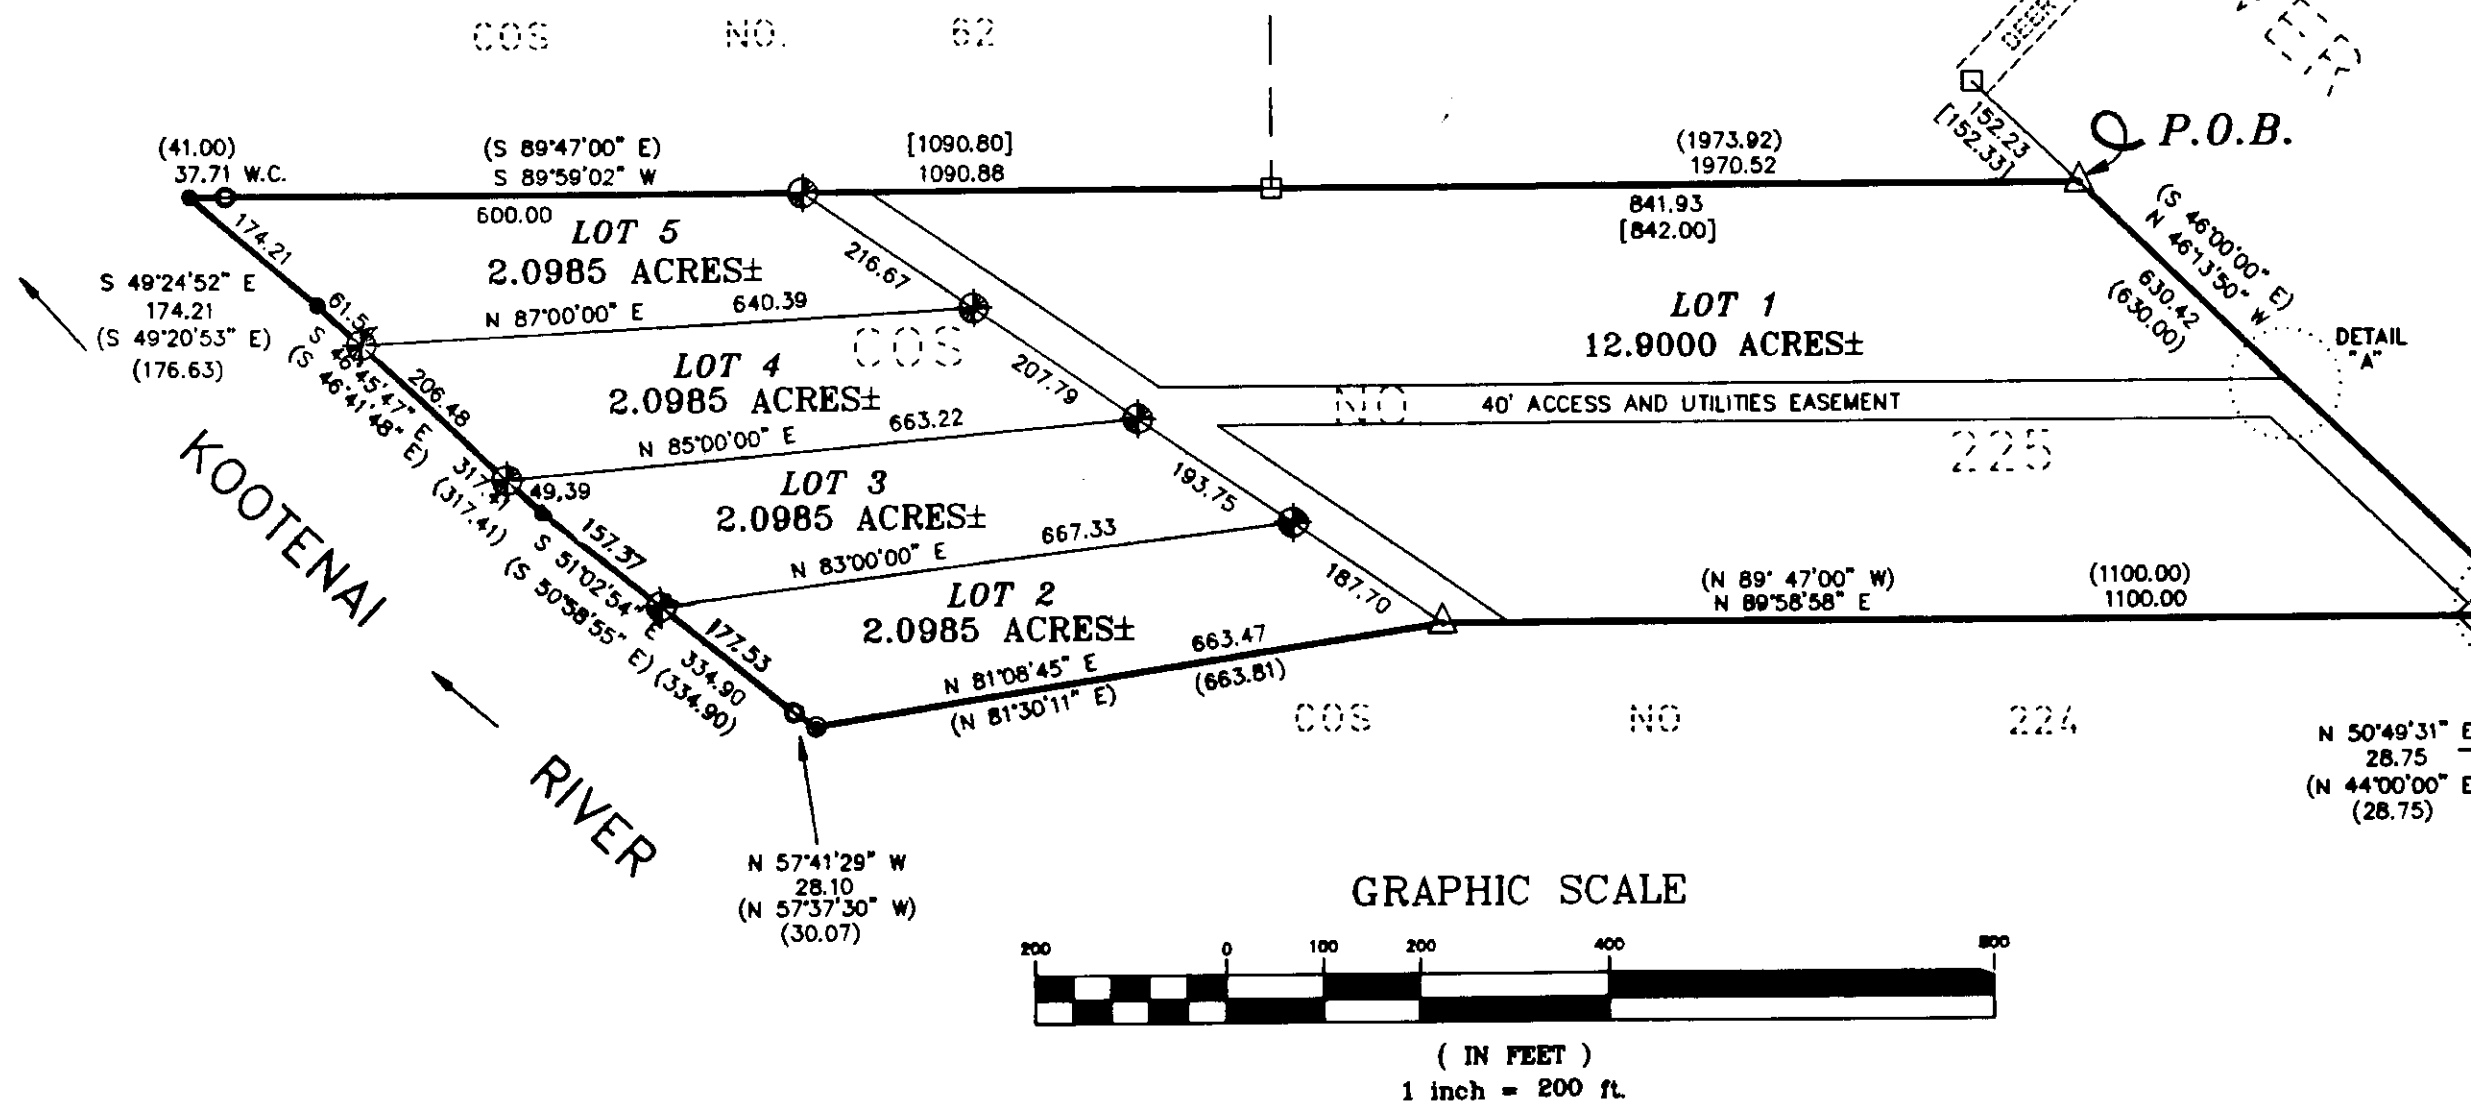 COS NO. 62
DEER
VER
P.O.B.
(41.00)
37.71 W.C.
(S 89°47'00" E)
S 89°59'02" W
600.00
[1090.80]
1090.88
(1973.92)
1970.52
841.93
[842.00]
152.23
[152.33]
(S 46°00'00" E)
N 46°13'50" W
630.42
(630.00)
DETAIL
"A"
174.21
S 49°24'52" E
174.21
(S 49°20'53" E)
(176.63)
LOT 5
2.0985 ACRES±
216.67
N 87°00'00" E 640.39
61.54
S 46°45'47" E
(S 46°41'48" E)
317.41
(317.41)
206.48
LOT 4
2.0985 ACRES±
207.79
N 85°00'00" E 663.22
COS NO 225
LOT 1
12.9000 ACRES±
40' ACCESS AND UTILITIES EASEMENT
49.39
157.37
S 51°02'54" E
(S 50°58'55" E)
334.90
(334.90)
LOT 3
2.0985 ACRES±
193.75
N 83°00'00" E 667.33
177.53
LOT 2
2.0985 ACRES±
187.70
N 81°08'45" E 663.47
(N 81°30'11" E) (663.81)
(N 89° 47'00" W) (1100.00)
N 89°58'58" E 1100.00
COS NO 224
N 50°49'31" E
28.75
(N 44°00'00" E
(28.75)
KOOTENAI
RIVER
N 57°41'29" W
28.10
(N 57°37'30" W)
(30.07)
GRAPHIC SCALE
200 0 100 200 400 800
( IN FEET )
1 inch = 200 ft.